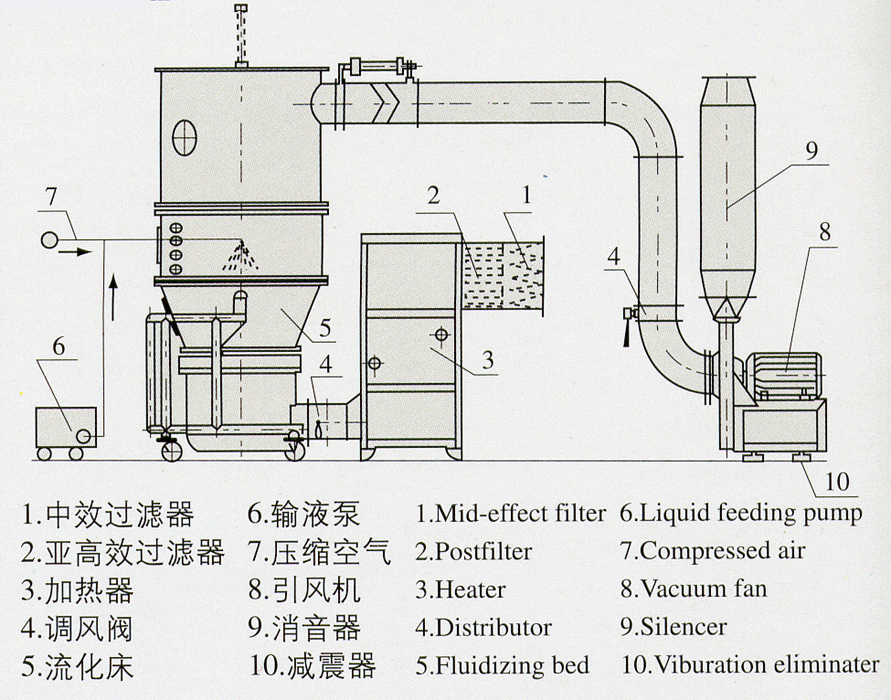 7
2
1
9
8
4
5
6
4
3
10
1.中效过滤器 6.输液泵 1.Mid-effect filter 6.Liquid feeding pump
2.亚高效过滤器 7.压缩空气 2.Postfilter 7.Compressed air
3.加热器 8.引风机 3.Heater 8.Vacuum fan
4.调风阀 9.消音器 4.Distributor 9.Silencer
5.流化床 10.减震器 5.Fluidizing bed 10.Viburation eliminater